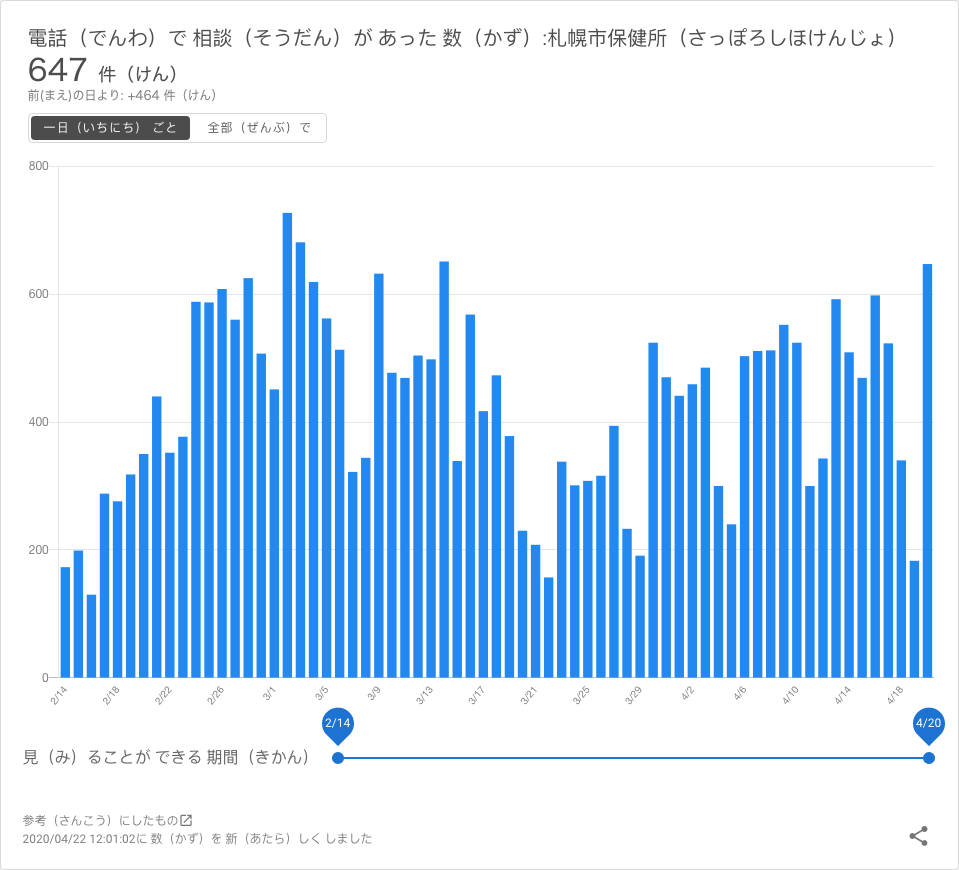 電話（でんわ）で 相談（そうだん）が あった 数（かず）:札幌市保健所（さっぽろしほけんじょ）
647 件（けん）
前(まえ)の日より: +464 件（けん）
一日（いちにち） ごと 全部（ぜんぶ）で
800
600
400
200
0
2/14 2/18 2/22 2/26 3/1 3/5 3/9 3/13 3/17 3/21 3/25 3/29 4/2 4/6 4/10 4/14 4/18
2/14 4/20
見（み）ることが できる 期間（きかん）
参考（さんこう）にしたもの
2020/04/22 12:01:02に 数（かず）を 新（あたら）しく しました